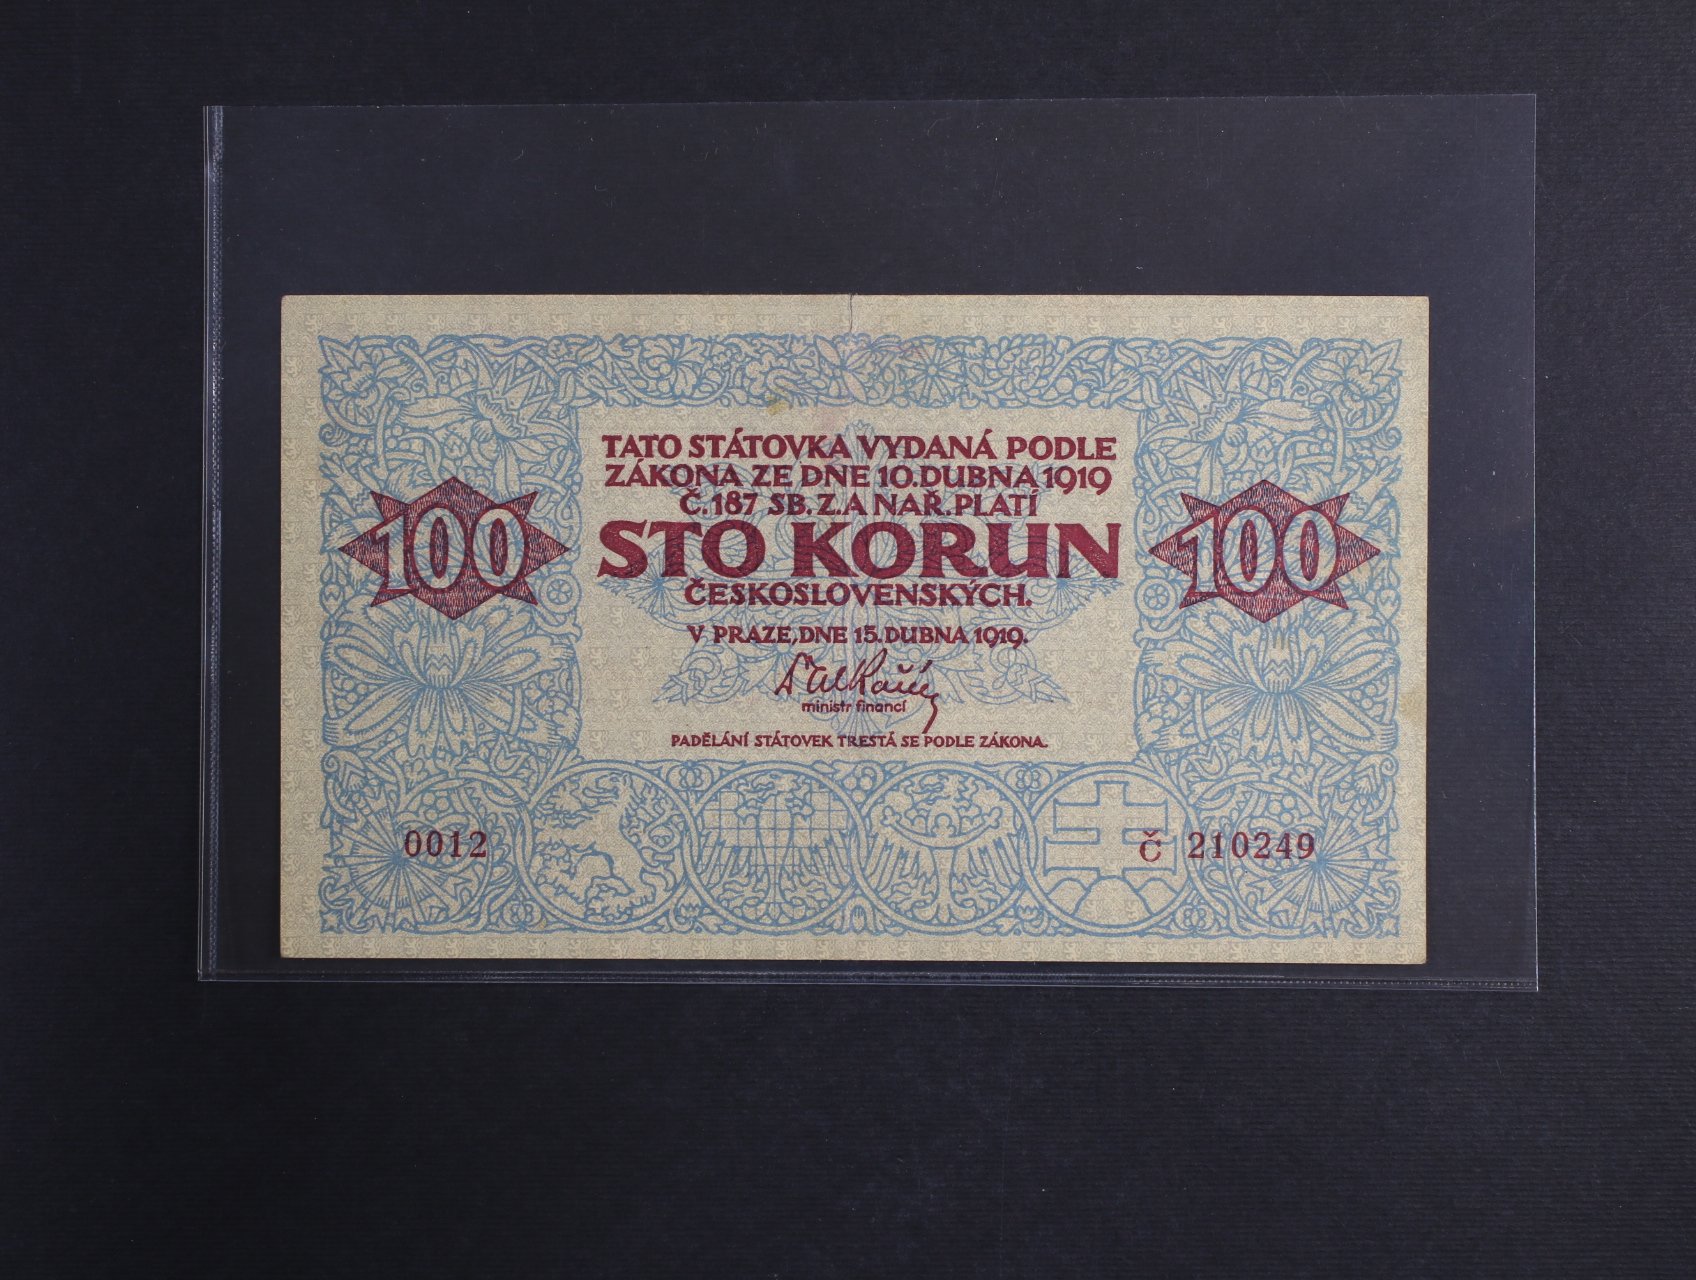 TATO STÁTOVKA VYDANÁ PODLE
ZÁKONA ZE DNE 10. DUBNA 1919
Č. 187 SB. Z. A NAŘ. PLATÍ
100 STO KORUN 100
ČESKOSLOVENSKÝCH.
V PRAZE, DNE 15. DUBNA 1919.
Rašín
ministr financí
PADĚLÁNÍ STÁTOVEK TRESTÁ SE PODLE ZÁKONA.
0012 Č 210249